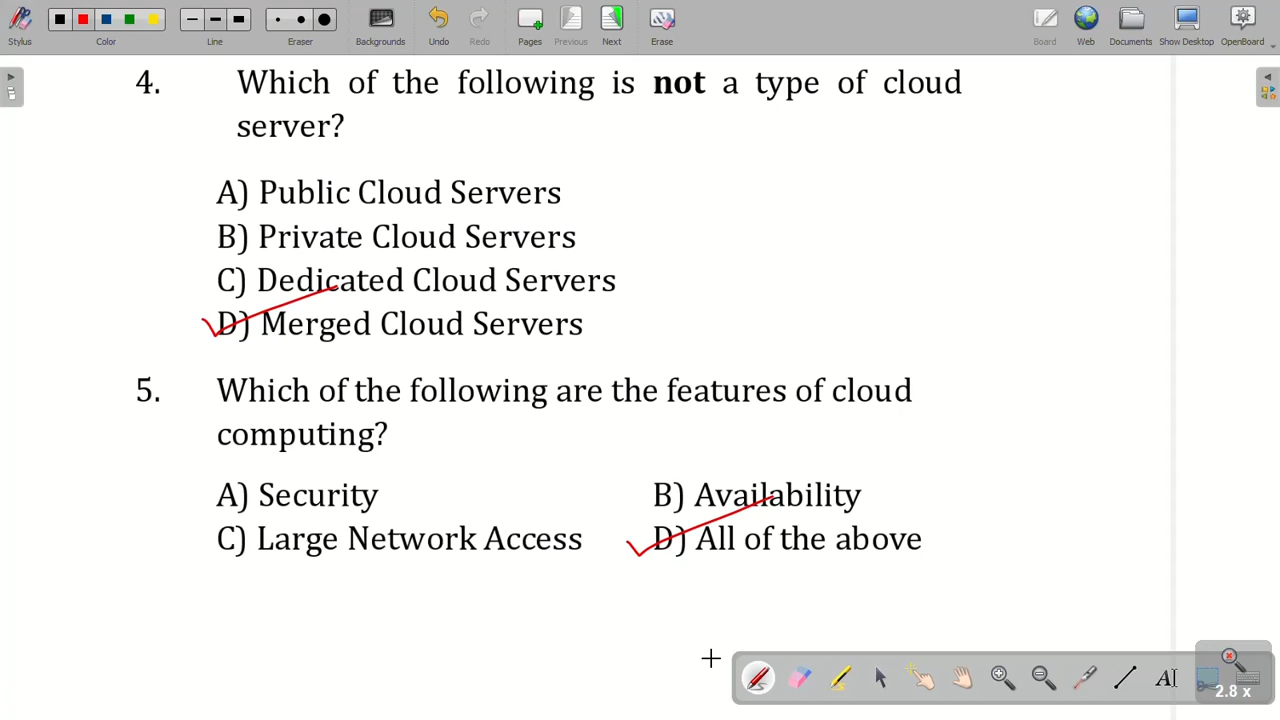 Stylus Color Line Eraser Backgrounds Undo Redo Pages Previous Next Erase Board Web Documents Show Desktop OpenBoard
4. Which of the following is not a type of cloud
server?
A) Public Cloud Servers
B) Private Cloud Servers
C) Dedicated Cloud Servers
D) Merged Cloud Servers
5. Which of the following are the features of cloud
computing?
A) Security B) Availability
C) Large Network Access D) All of the above
2.8 x